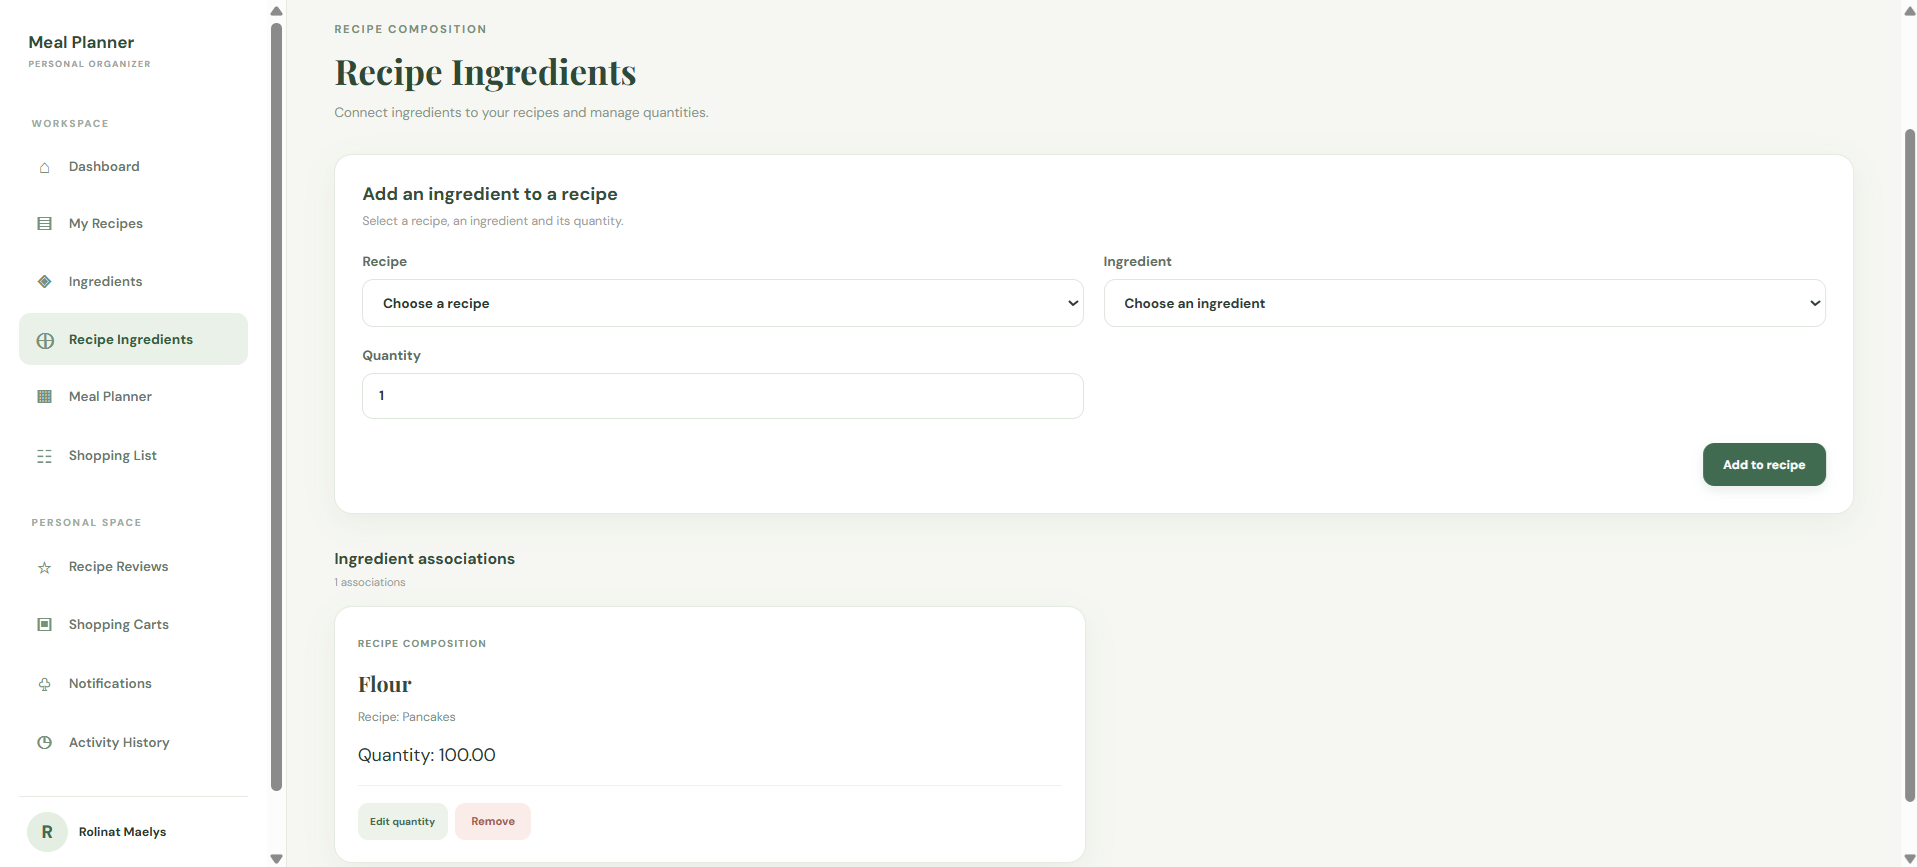 Meal Planner
PERSONAL ORGANIZER
WORKSPACE
Dashboard
My Recipes
Ingredients
Recipe Ingredients
Meal Planner
Shopping List
PERSONAL SPACE
Recipe Reviews
Shopping Carts
Notifications
Activity History
R
Rolinat Maelys
RECIPE COMPOSITION
Recipe Ingredients
Connect ingredients to your recipes and manage quantities.
Add an ingredient to a recipe
Select a recipe, an ingredient and its quantity.
Recipe
Choose a recipe
Ingredient
Choose an ingredient
Quantity
1
Add to recipe
Ingredient associations
1 associations
RECIPE COMPOSITION
Flour
Recipe: Pancakes
Quantity: 100.00
Edit quantity
Remove